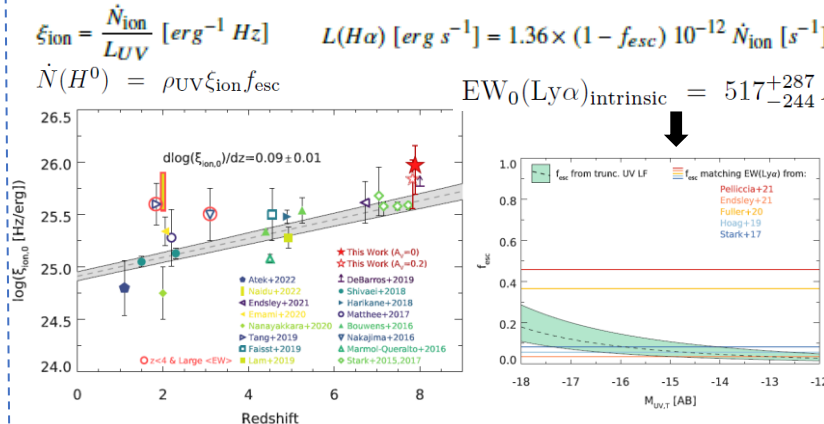 ξion = Ṅion / LUV [erg⁻¹ Hz]
L(Hα) [erg s⁻¹] = 1.36 × (1 − fesc) 10⁻¹² Ṅion [s⁻¹]
Ṅ(H⁰) = ρUV ξion fesc
EW₀(Lyα)intrinsic = 517 +287 −244
26.5
26.0
25.5
25.0
24.5
24.0
log(ξion,0) [Hz/erg]
dlog(ξion,0)/dz=0.09±0.01
This Work (Aᵥ=0)
This Work (Aᵥ=0.2)
Atek+2022
DeBarros+2019
Naidu+2022
Shivaei+2018
Endsley+2021
Harikane+2018
Emami+2020
Matthee+2017
Nanayakkara+2020
Bouwens+2016
Tang+2019
Nakajima+2016
Faisst+2019
Marmol-Queralto+2016
Lam+2019
Stark+2015,2017
z<4 & Large <EW>
0 2 4 6 8
Redshift
1.0
0.8
0.6
0.4
0.2
0.0
fesc
fesc from trunc. UV LF
fesc matching EW(Lyα) from:
Pelliccia+21
Endsley+21
Fuller+20
Hoag+19
Stark+17
-18 -17 -16 -15 -14 -13 -12
MUV,T [AB]